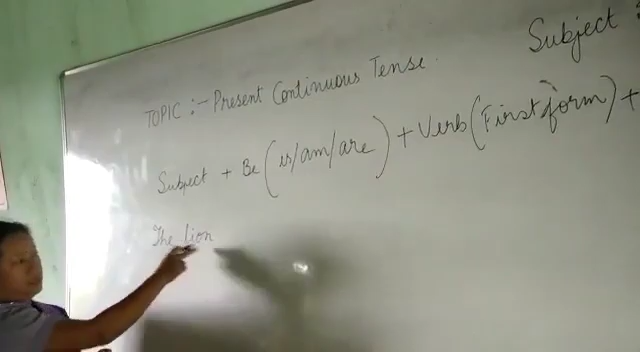 Subject :
TOPIC :- Present Continuous Tense.
Subject + Be (is/am/are) + Verb (First form) +
The lion